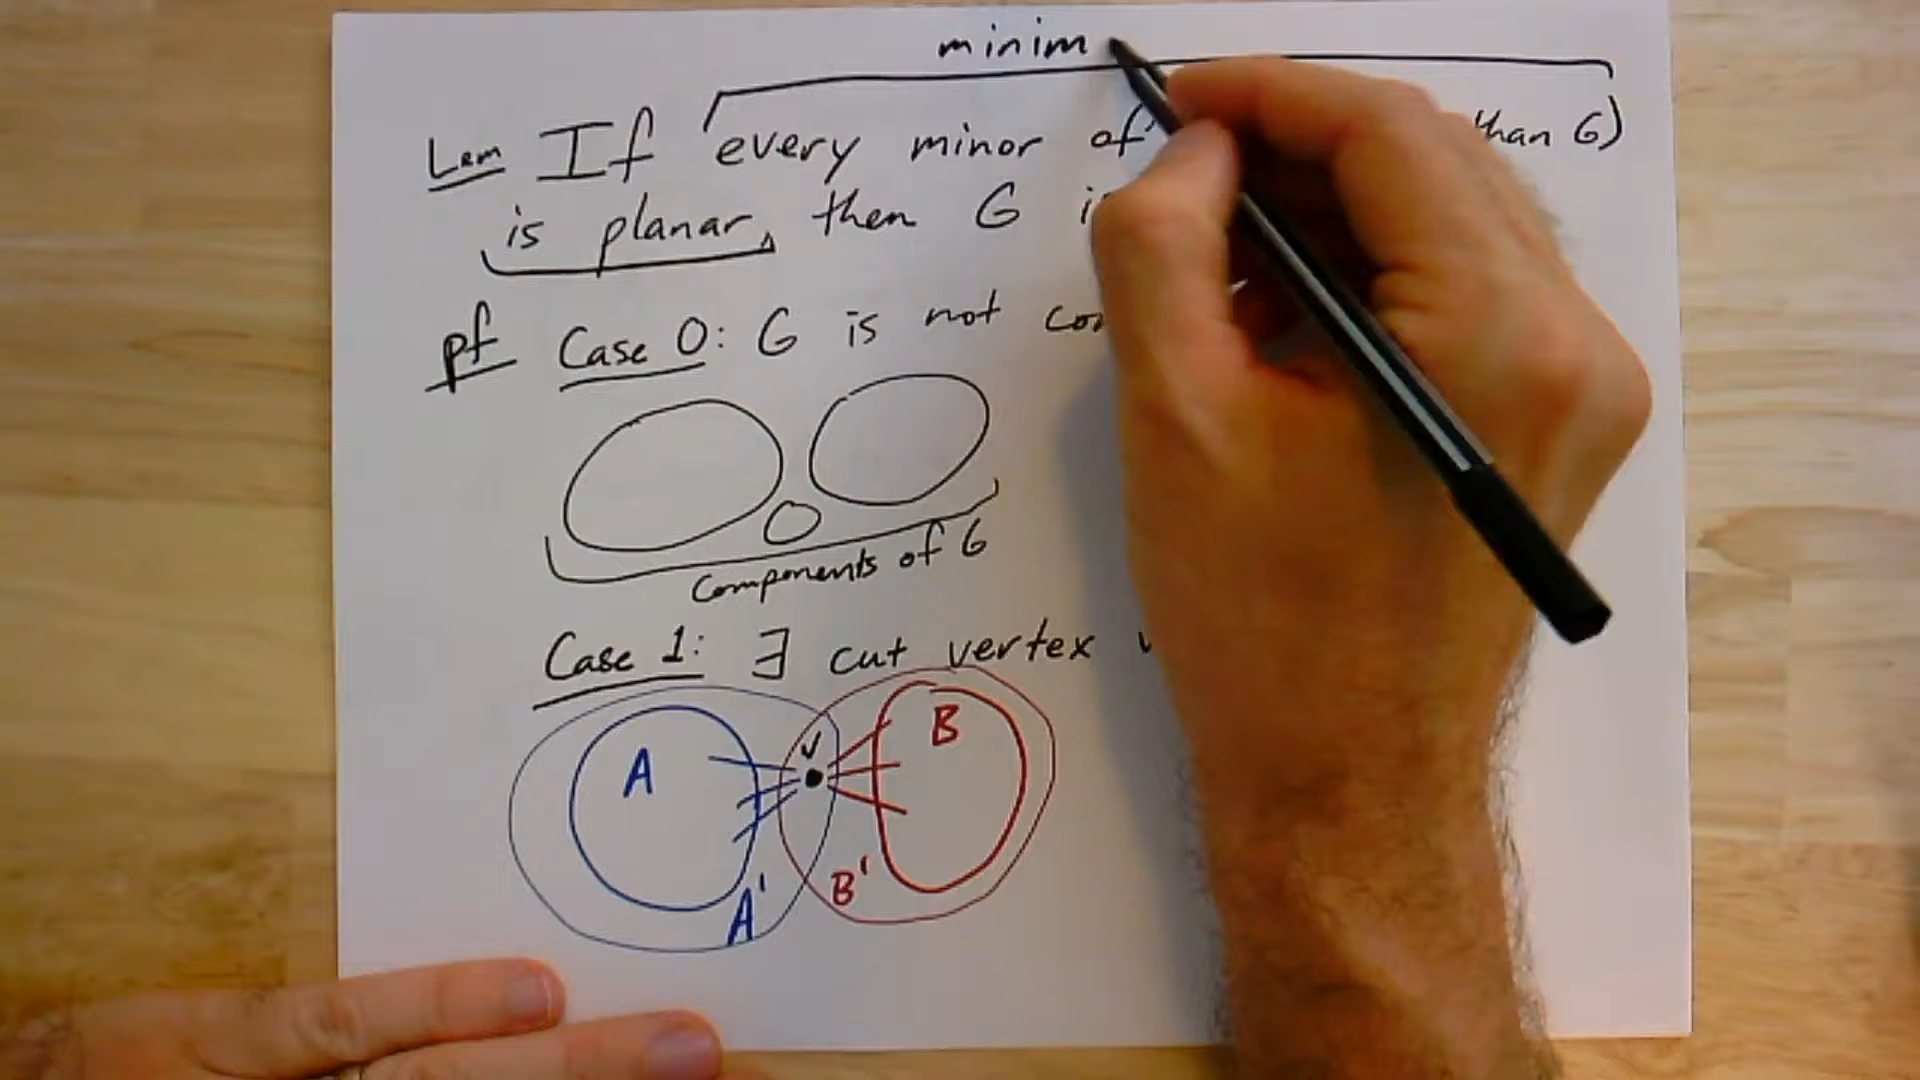 minim
Lem If every minor of than G)
is planar, then G
pf Case 0: G is not
Components of G
Case 1: ∃ cut vertex
A v B
A' B'